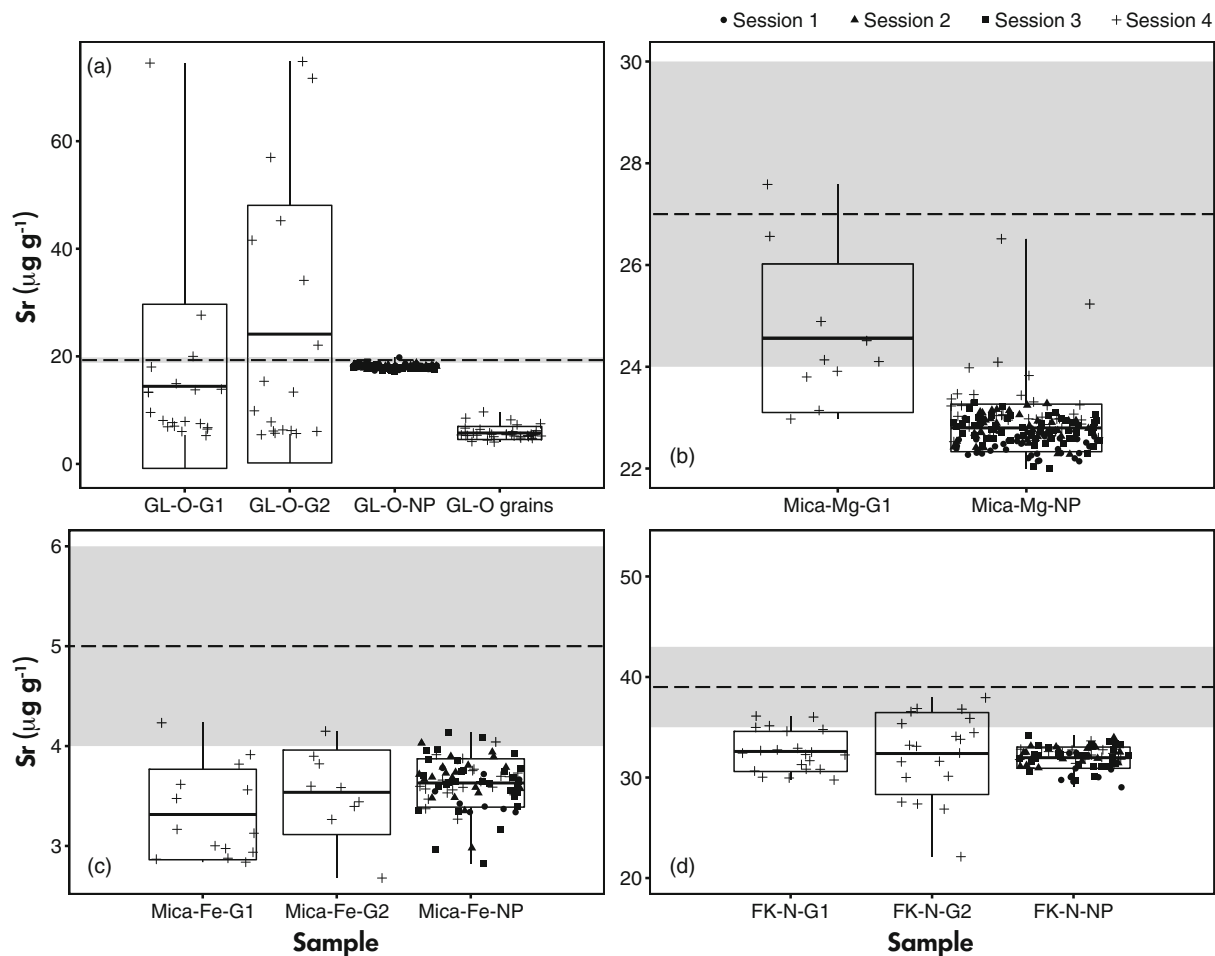 Session 1 Session 2 Session 3 Session 4
(a)
60
40
20
0
Sr (µg g-1)
GL-O-G1 GL-O-G2 GL-O-NP GL-O grains
(b)
30
28
26
24
22
Mica-Mg-G1 Mica-Mg-NP
6
5
4
3
Sr (µg g-1)
(c)
Mica-Fe-G1 Mica-Fe-G2 Mica-Fe-NP
Sample
50
40
30
20
(d)
FK-N-G1 FK-N-G2 FK-N-NP
Sample